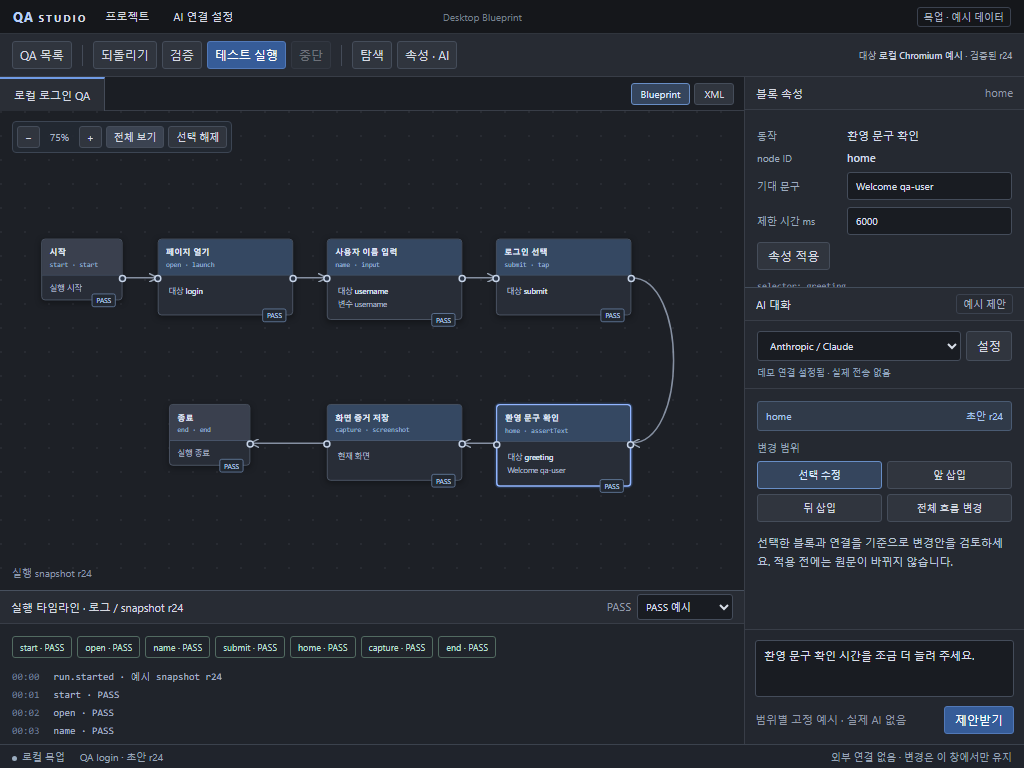 QA STUDIO 프로젝트 AI 연결 설정 Desktop Blueprint 목업 · 예시 데이터
QA 목록 되돌리기 검증 테스트 실행 중단 탐색 속성 · AI 대상 로컬 Chromium 예시 · 검증된 r24
로컬 로그인 QA Blueprint XML
− 75% + 전체 보기 선택 해제
시작
start · start
실행 시작
PASS
페이지 열기
open · launch
대상 login
PASS
사용자 이름 입력
name · input
대상 username
변수 username
PASS
로그인 선택
submit · tap
대상 submit
PASS
종료
end · end
실행 종료
PASS
화면 증거 저장
capture · screenshot
현재 화면
PASS
환영 문구 확인
home · assertText
대상 greeting
Welcome qa-user
PASS
실행 snapshot r24
실행 타임라인 · 로그 / snapshot r24 PASS PASS 예시
start · PASS open · PASS name · PASS submit · PASS home · PASS capture · PASS end · PASS
00:00 run.started · 예시 snapshot r24
00:01 start · PASS
00:02 open · PASS
00:03 name · PASS
블록 속성 home
동작 환영 문구 확인
node ID home
기대 문구 Welcome qa-user
제한 시간 ms 6000
속성 적용
selector: greeting
AI 대화 예시 제안
Anthropic / Claude 설정
데모 연결 설정됨 · 실제 전송 없음
home 초안 r24
변경 범위
선택 수정 앞 삽입
뒤 삽입 전체 흐름 변경
선택한 블록과 연결을 기준으로 변경안을 검토하세
요. 적용 전에는 원문이 바뀌지 않습니다.
환영 문구 확인 시간을 조금 더 늘려 주세요.
범위별 고정 예시 · 실제 AI 없음 제안받기
로컬 목업 QA login · 초안 r24 외부 연결 없음 · 변경은 이 창에서만 유지